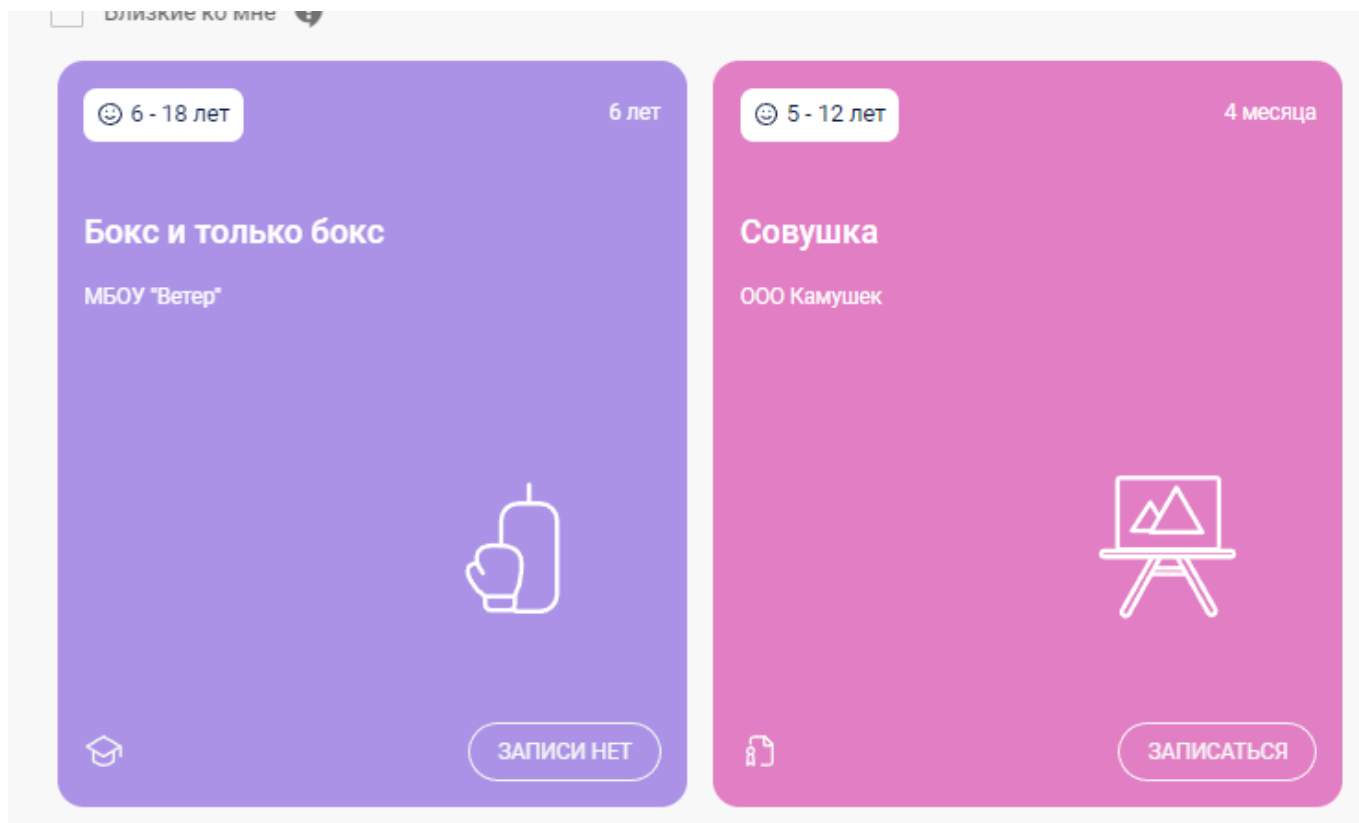 Близкие ко мне
6 - 18 лет
6 лет
Бокс и только бокс
МБОУ "Ветер"
ЗАПИСИ НЕТ
5 - 12 лет
4 месяца
Совушка
ООО Камушек
ЗАПИСАТЬСЯ